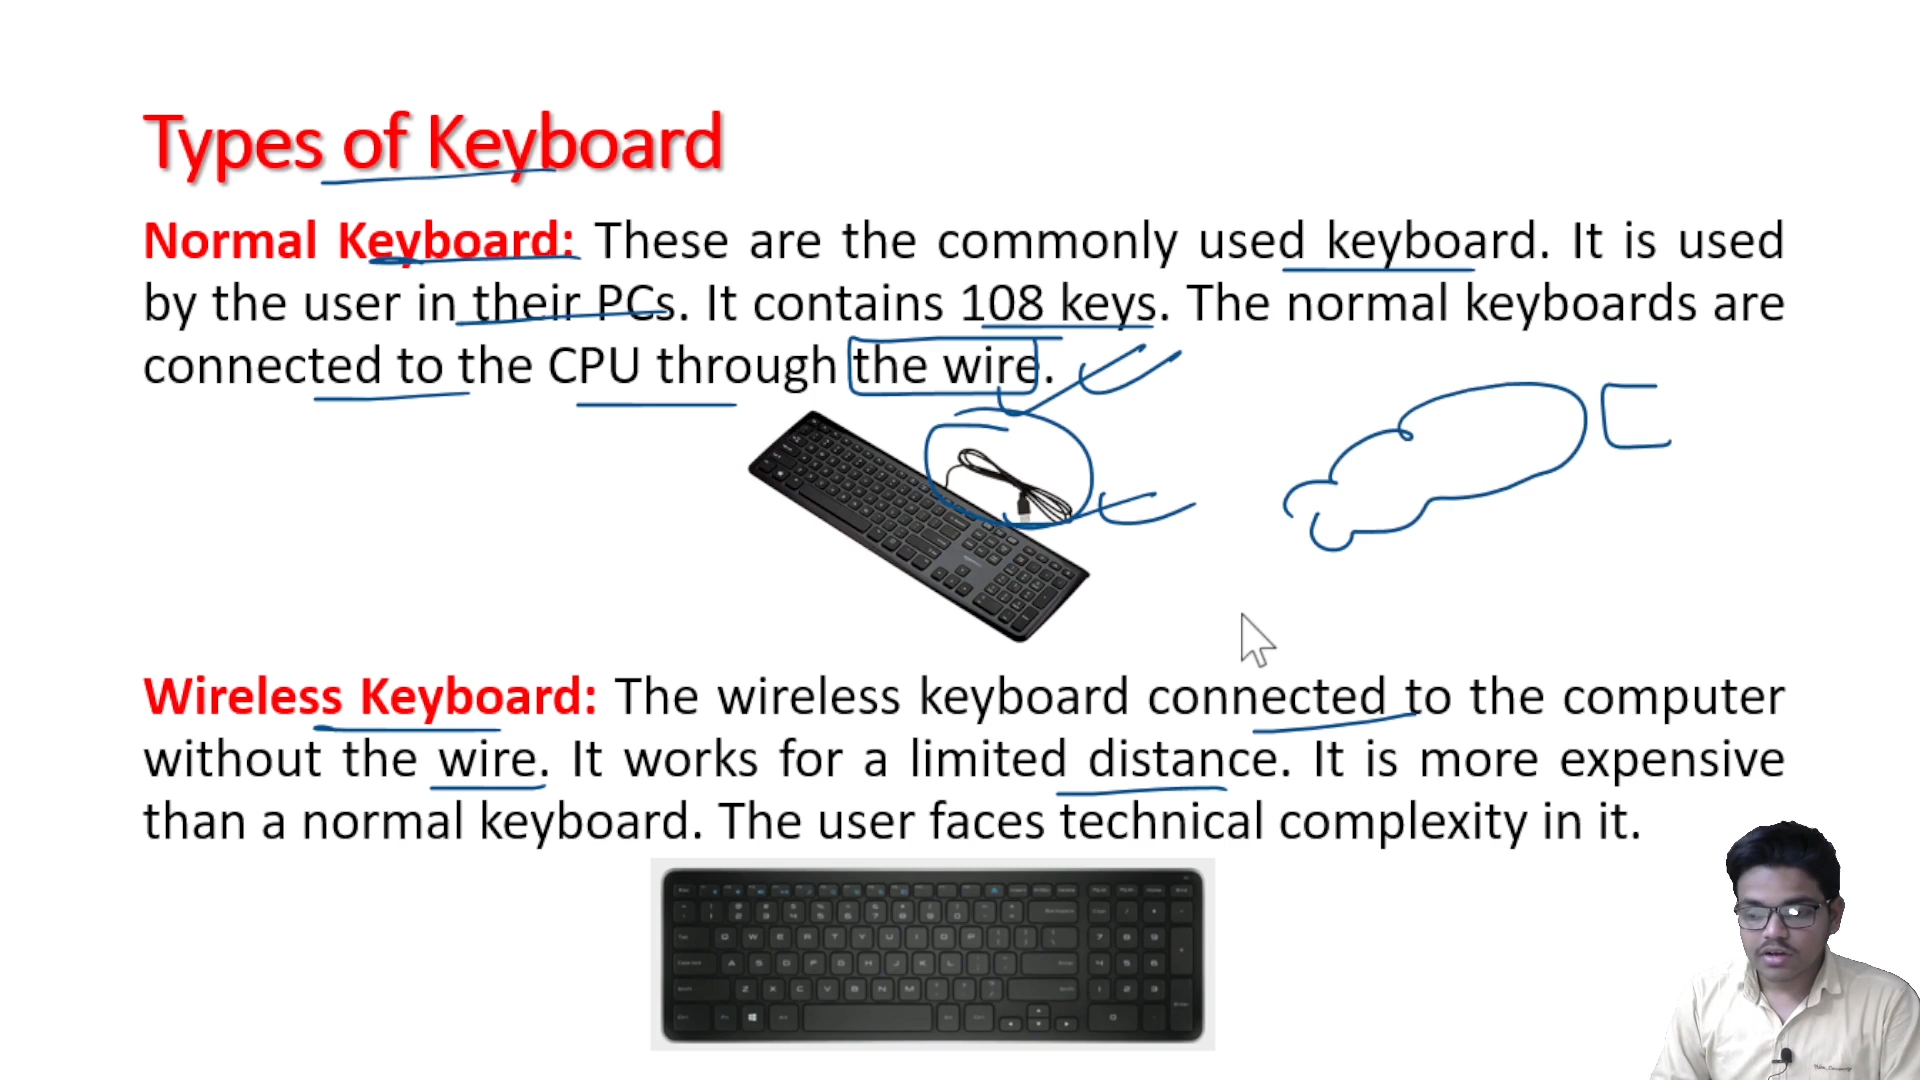 Types of Keyboard
Normal Keyboard: These are the commonly used keyboard. It is used
by the user in their PCs. It contains 108 keys. The normal keyboards are
connected to the CPU through the wire.
Wireless Keyboard: The wireless keyboard connected to the computer
without the wire. It works for a limited distance. It is more expensive
than a normal keyboard. The user faces technical complexity in it.